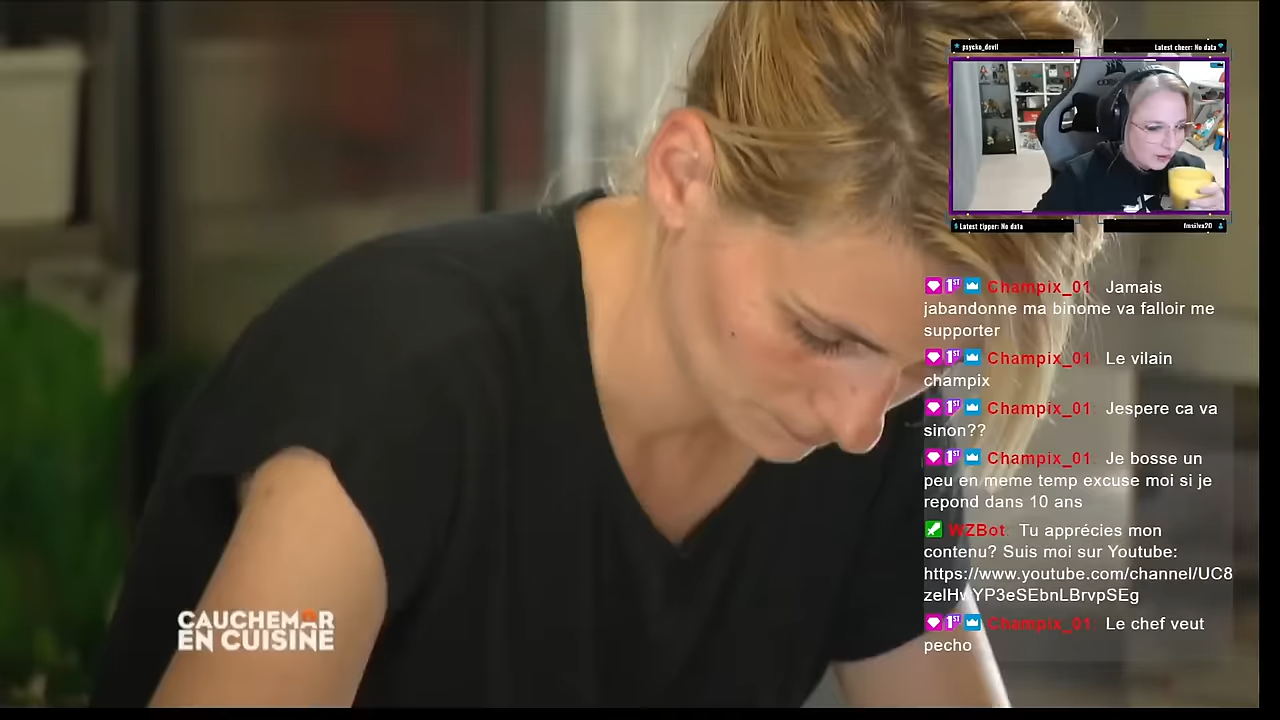 psycko_devil
Latest cheer: No data
Latest tipper: No data
fmsilva20
Champix_01: Jamais
jabandonne ma binome va falloir me
supporter
Champix_01: Le vilain
champix
Champix_01: Jespere ca va
sinon??
Champix_01: Je bosse un
peu en meme temp excuse moi si je
repond dans 10 ans
WZBot: Tu apprécies mon
contenu? Suis moi sur Youtube:
https://www.youtube.com/channel/UC8
zelHwYP3eSEbnLBrvpSEg
Champix_01: Le chef veut
pecho
CAUCHEMAR
EN CUISINE